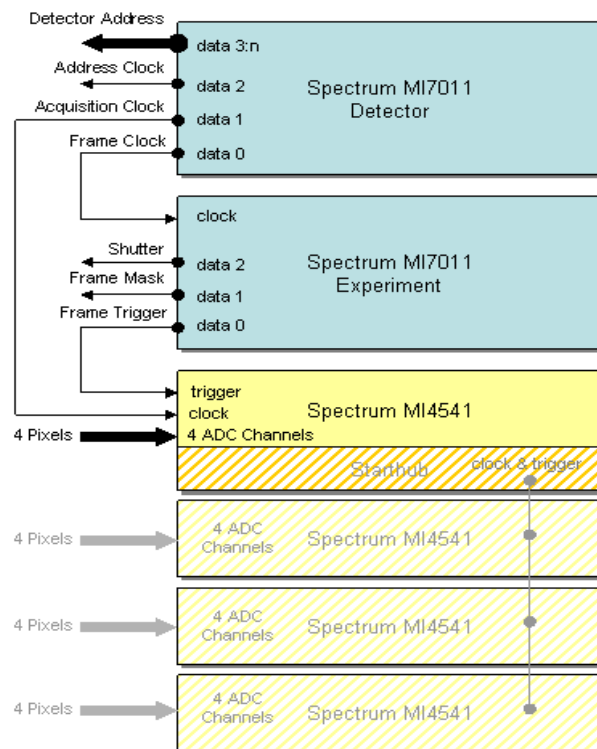 Detector Address
data 3:n
Address Clock
data 2
Spectrum MI7011
Detector
Acquisition Clock
data 1
Frame Clock
data 0
clock
Shutter
data 2
Spectrum MI7011
Experiment
Frame Mask
data 1
Frame Trigger
data 0
trigger
clock
Spectrum MI4541
4 Pixels
4 ADC Channels
Starthub
clock & trigger
4 Pixels
4 ADC
Channels
Spectrum MI4541
4 Pixels
4 ADC
Channels
Spectrum MI4541
4 Pixels
4 ADC
Channels
Spectrum MI4541